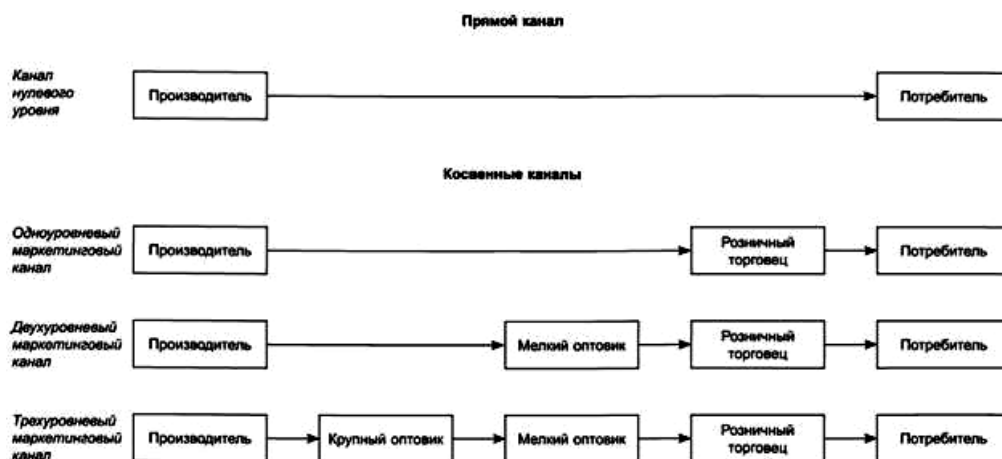 Прямой канал
Канал
нулевого
уровня
Производитель
Потребитель
Косвенные каналы
Одноуровневый
маркетинговый
канал
Производитель
Розничный
торговец
Потребитель
Двухуровневый
маркетинговый
канал
Производитель
Мелкий оптовик
Розничный
торговец
Потребитель
Трехуровневый
маркетинговый
канал
Производитель
Крупный оптовик
Мелкий оптовик
Розничный
торговец
Потребитель